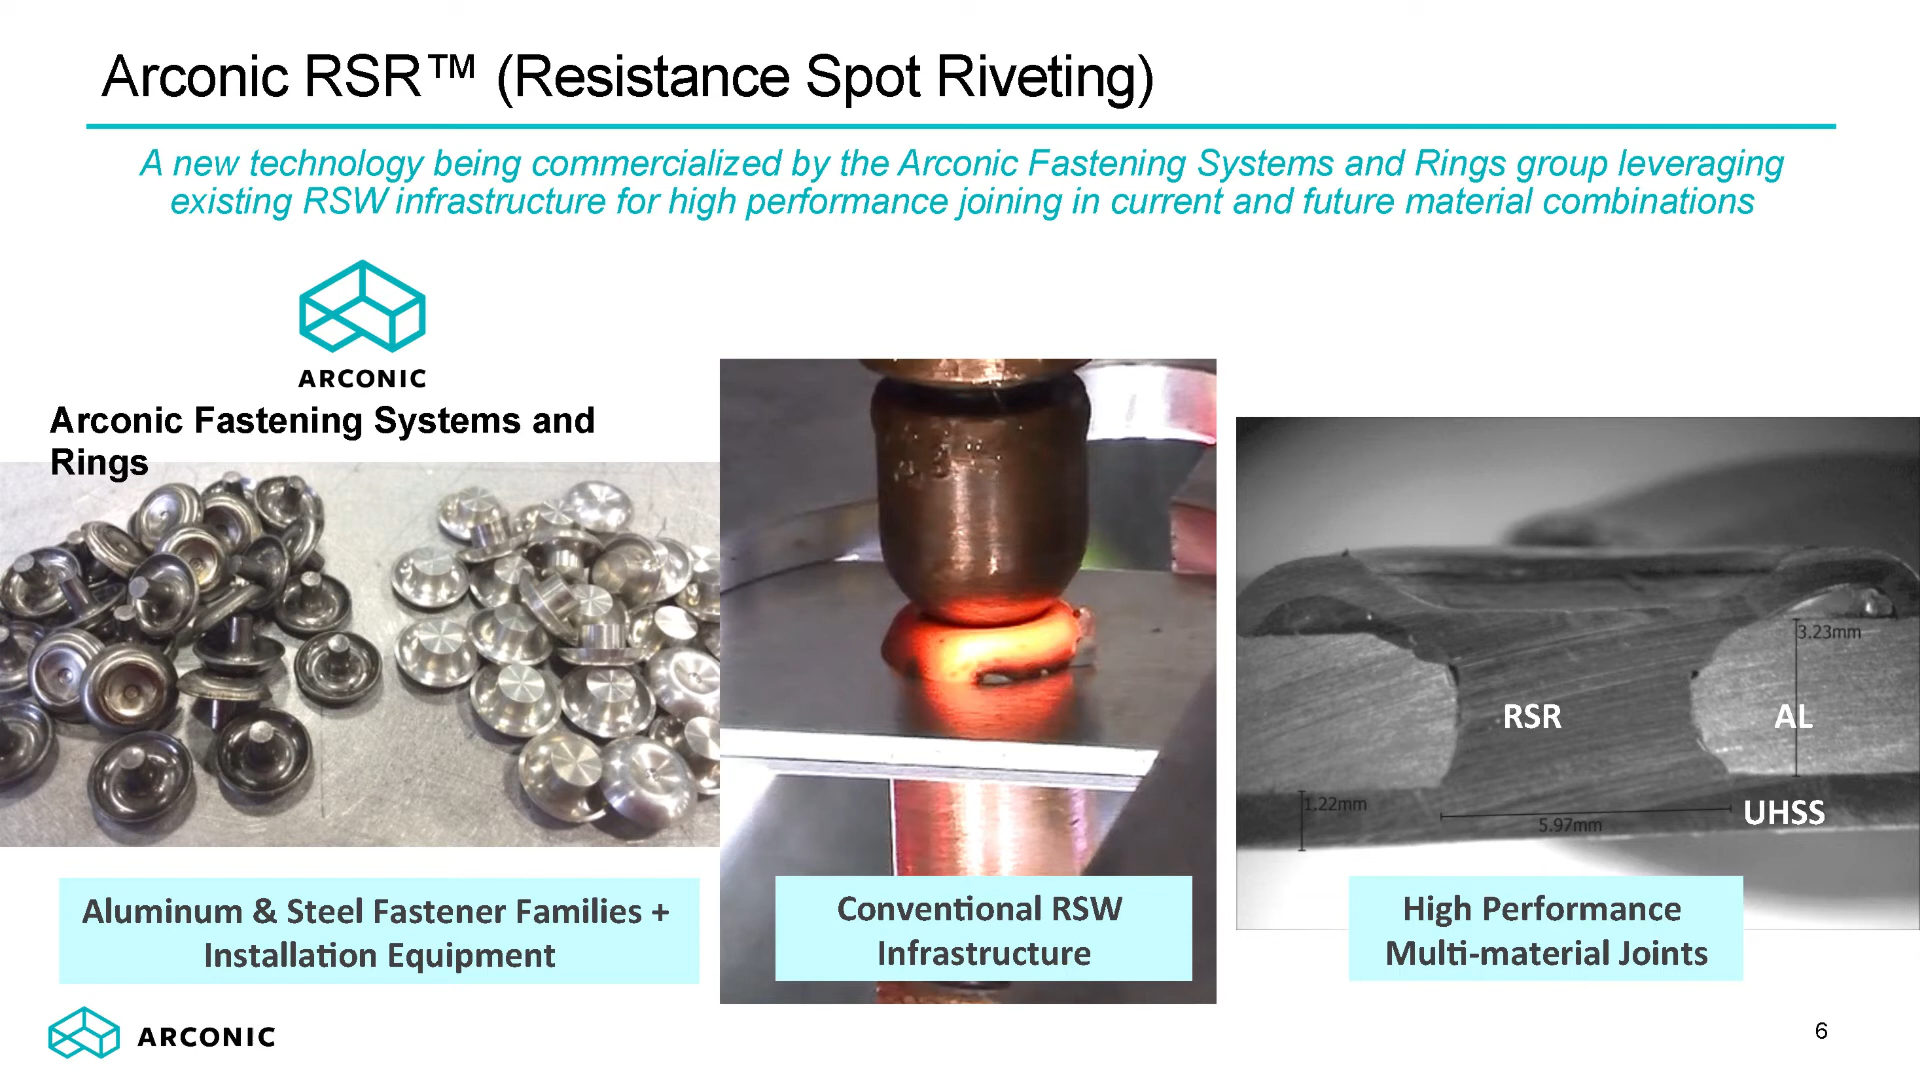 Arconic RSR™ (Resistance Spot Riveting)
A new technology being commercialized by the Arconic Fastening Systems and Rings group leveraging
existing RSW infrastructure for high performance joining in current and future material combinations
ARCONIC
Arconic Fastening Systems and
Rings
3.23mm
RSR
AL
1.22mm
5.97mm
UHSS
Aluminum & Steel Fastener Families +
Installation Equipment
Conventional RSW
Infrastructure
High Performance
Multi-material Joints
ARCONIC
6